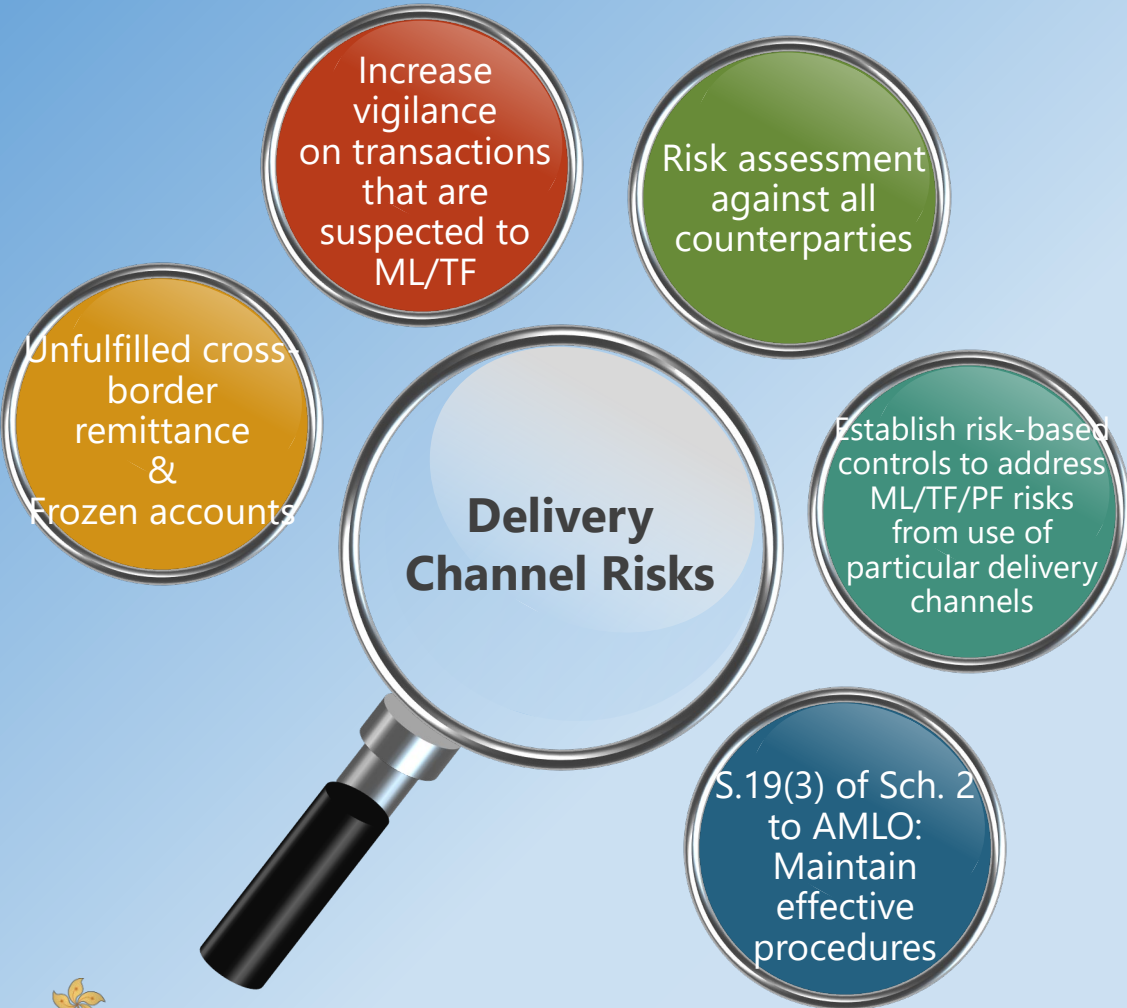 Increase
vigilance
on transactions
that are
suspected to
ML/TF
Risk assessment
against all
counterparties
Unfulfilled cross-
border
remittance
&
Frozen accounts
Delivery
Channel Risks
Establish risk-based
controls to address
ML/TF/PF risks
from use of
particular delivery
channels
S.19(3) of Sch. 2
to AMLO:
Maintain
effective
procedures